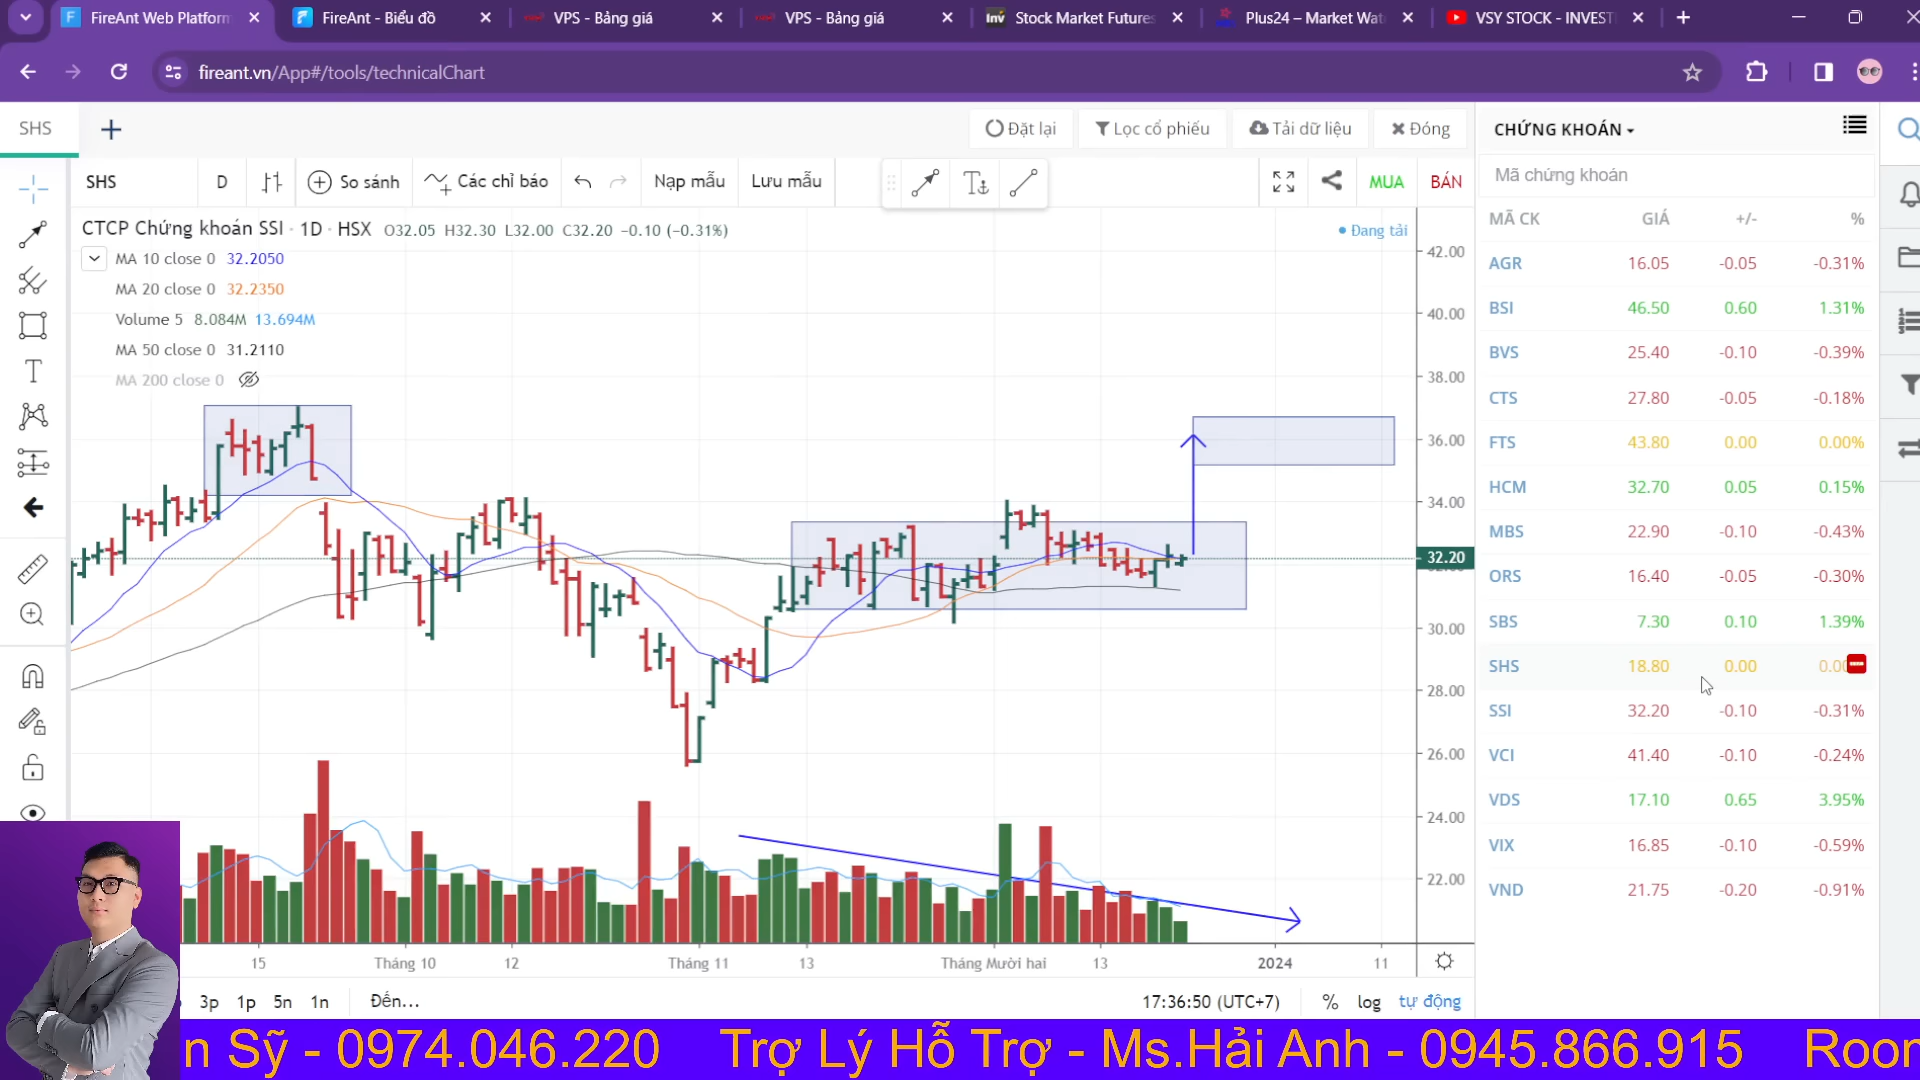 FireAnt Web Platform
FireAnt - Biểu đồ
VPS - Bảng giá
VPS - Bảng giá
Stock Market Futures
Plus24 – Market Wat
VSY STOCK - INVEST
fireant.vn/App#/tools/technicalChart
SHS
Đặt lại
Lọc cổ phiếu
Tải dữ liệu
Đóng
CHỨNG KHOÁN
SHS
D
So sánh
Các chỉ báo
Nạp mẫu
Lưu mẫu
MUA
BÁN
Mã chứng khoán
CTCP Chứng khoán SSI · 1D · HSX O32.05 H32.30 L32.00 C32.20 −0.10 (−0.31%)
Đang tải
MA 10 close 0 32.2050
MA 20 close 0 32.2350
Volume 5 8.084M 13.694M
MA 50 close 0 31.2110
MA 200 close 0
42.00
40.00
38.00
36.00
34.00
32.20
30.00
28.00
26.00
24.00
22.00
15
Tháng 10
12
Tháng 11
13
Tháng Mười hai
13
2024
11
3p 1p 5n 1n Đến...
17:36:50 (UTC+7) % log tự động
MÃ CK GIÁ +/- %
AGR 16.05 -0.05 -0.31%
BSI 46.50 0.60 1.31%
BVS 25.40 -0.10 -0.39%
CTS 27.80 -0.05 -0.18%
FTS 43.80 0.00 0.00%
HCM 32.70 0.05 0.15%
MBS 22.90 -0.10 -0.43%
ORS 16.40 -0.05 -0.30%
SBS 7.30 0.10 1.39%
SHS 18.80 0.00 0.00
SSI 32.20 -0.10 -0.31%
VCI 41.40 -0.10 -0.24%
VDS 17.10 0.65 3.95%
VIX 16.85 -0.10 -0.59%
VND 21.75 -0.20 -0.91%
n Sỹ - 0974.046.220 Trợ Lý Hỗ Trợ - Ms.Hải Anh - 0945.866.915 Room